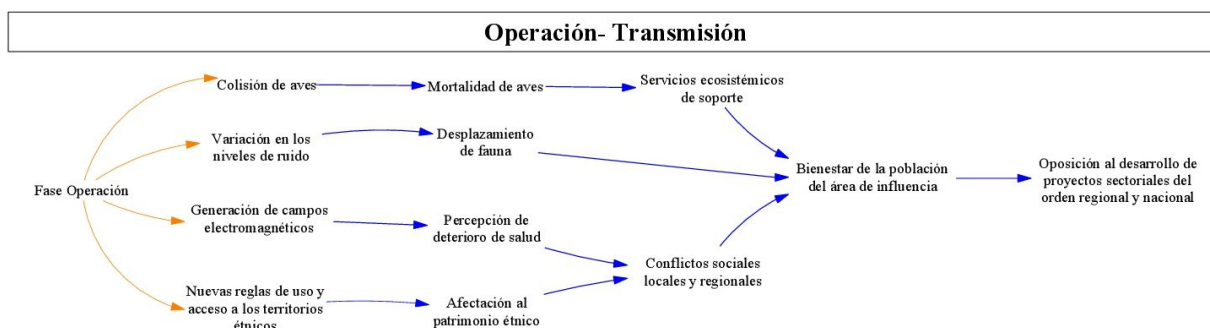 Operación- Transmisión
Colisión de aves
Mortalidad de aves
Servicios ecosistémicos
de soporte
Variación en los
niveles de ruido
Desplazamiento
de fauna
Fase Operación
Bienestar de la población
del área de influencia
Oposición al desarrollo de
proyectos sectoriales del
orden regional y nacional
Generación de campos
electromagnéticos
Percepción de
deterioro de salud
Conflictos sociales
locales y regionales
Nuevas reglas de uso y
acceso a los territorios
étnicos
Afectación al
patrimonio étnico